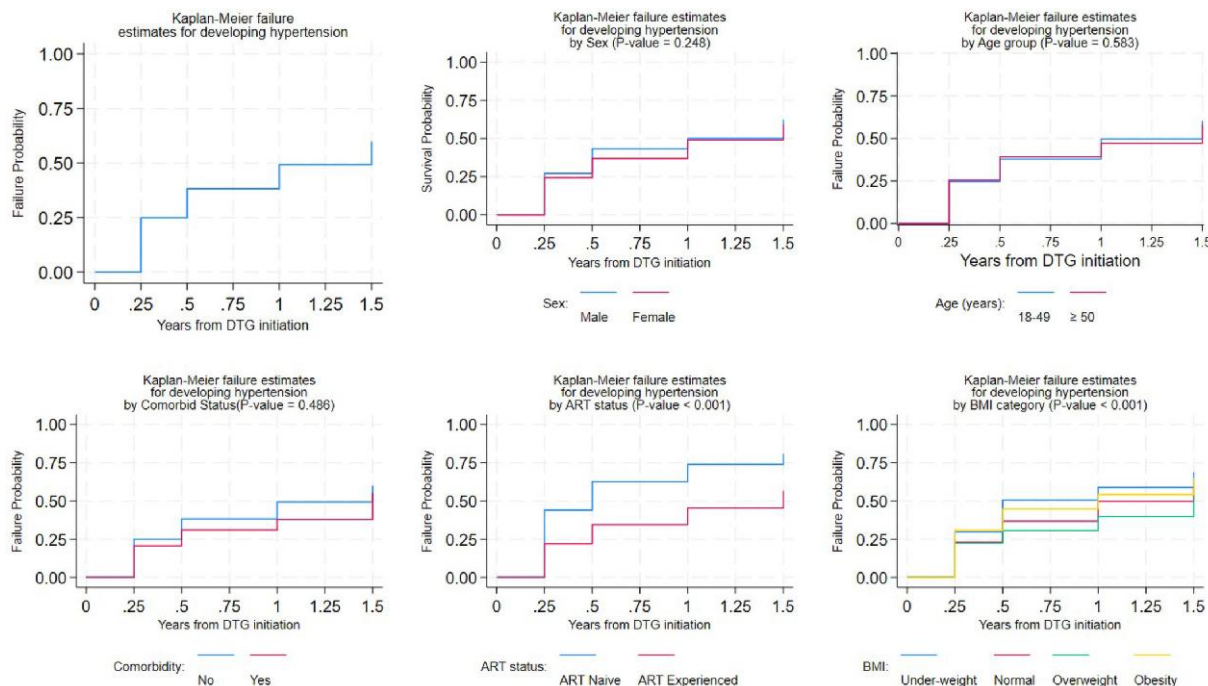 Kaplan-Meier failure
estimates for developing hypertension
1.00
0.75
0.50
0.25
0.00
Failure Probability
0 .25 .5 .75 1 1.5
Years from DTG initiation
Kaplan-Meier failure estimates
for developing hypertension
by Sex (P-value = 0.248)
1.00
0.75
0.50
0.25
0.00
Survival Probability
0 .25 .5 .75 1 1.25 1.5
Years from DTG initiation
Sex:
Male Female
Kaplan-Meier failure estimates
for developing hypertension
by Age group (P-value = 0.583)
1.00
0.75
0.50
0.25
0.00
Failure Probability
0 .25 .5 .75 1 1.25 1.5
Years from DTG initiation
Age (years):
18-49 ≥ 50
Kaplan-Meier failure estimates
for developing hypertension
by Comorbid Status(P-value = 0.486)
1.00
0.75
0.50
0.25
0.00
Failure Probability
0 .25 .5 .75 1 1.25 1.5
Years from DTG initiation
Comorbidity:
No Yes
Kaplan-Meier failure estimates
for developing hypertension
by ART status (P-value < 0.001)
1.00
0.75
0.50
0.25
0.00
Failure Probability
0 .25 .5 .75 1 1.25 1.5
Years from DTG initiation
ART status:
ART Naive ART Experienced
Kaplan-Meier failure estimates
for developing hypertension
by BMI category (P-value < 0.001)
1.00
0.75
0.50
0.25
0.00
Failure Probability
0 .25 .5 .75 1 1.25 1.5
Years from DTG initiation
BMI:
Under-weight Normal Overweight Obesity